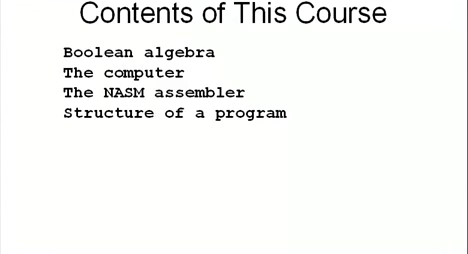 Contents of This Course
Boolean algebra
The computer
The NASM assembler
Structure of a program